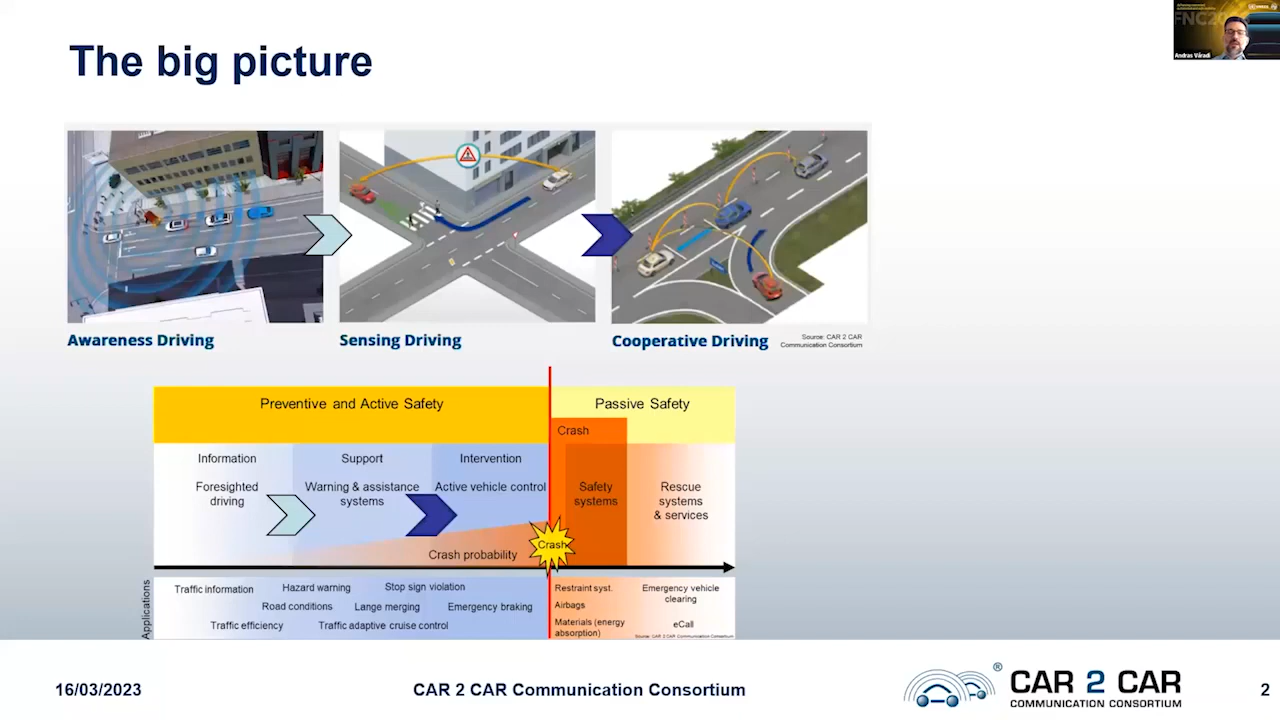 The big picture
FNC20
Andras Váradi
Awareness Driving
Sensing Driving
Cooperative Driving
Source: CAR 2 CAR
Communication Consortium
Preventive and Active Safety
Passive Safety
Crash
Information
Support
Intervention
Foresighted
driving
Warning & assistance
systems
Active vehicle control
Safety
systems
Rescue
systems
& services
Crash probability
Crash
Applications
Traffic information
Hazard warning
Stop sign violation
Road conditions
Lange merging
Emergency braking
Traffic efficiency
Traffic adaptive cruise control
Restraint syst.
Airbags
Materials (energy
absorption)
Emergency vehicle
clearing
eCall
Source: CAR 2 CAR Communication Consortium
16/03/2023
CAR 2 CAR Communication Consortium
®
CAR 2 CAR
COMMUNICATION CONSORTIUM
2